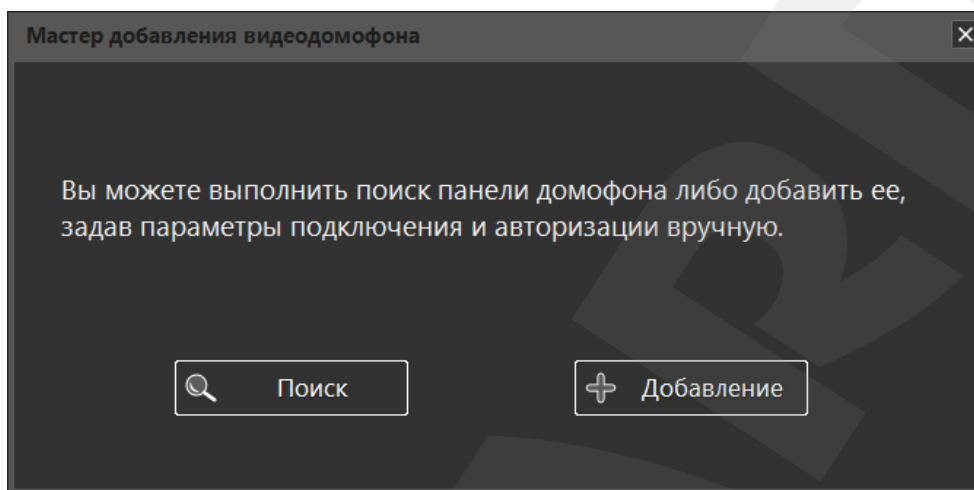 Мастер добавления видеодомофона
Вы можете выполнить поиск панели домофона либо добавить ее,
задав параметры подключения и авторизации вручную.
Поиск
Добавление